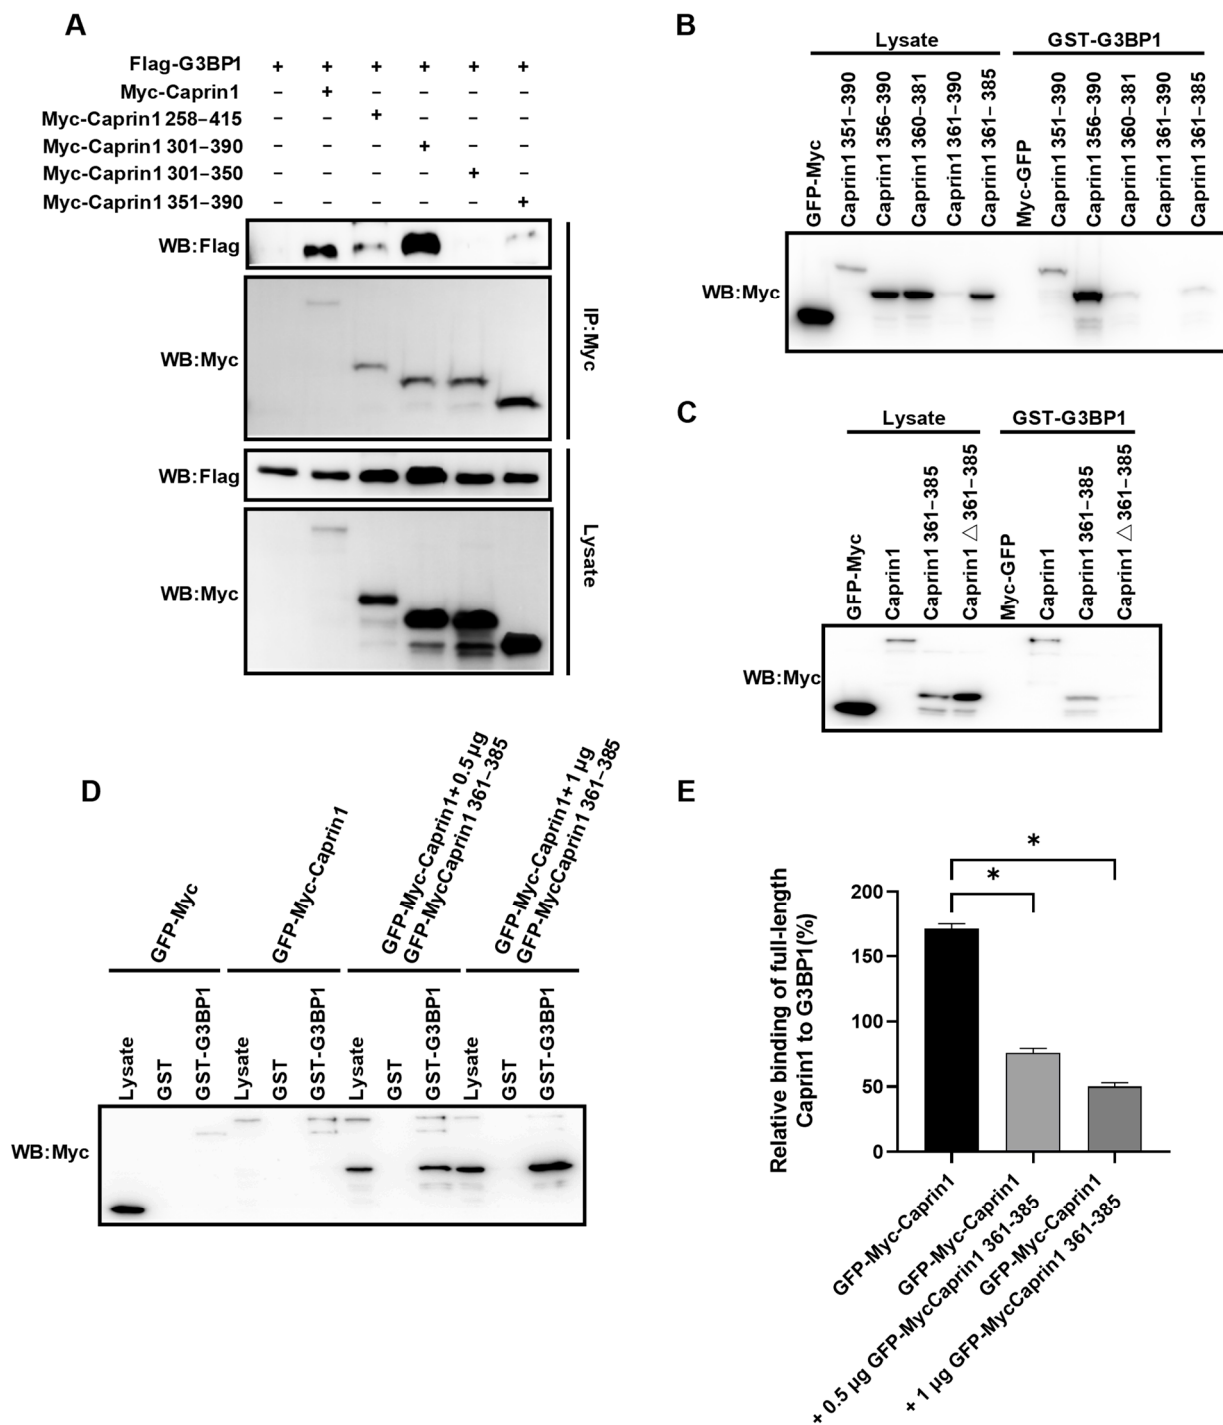 A
Flag-G3BP1 + + + + + +
Myc-Caprin1 − + − − − −
Myc-Caprin1 258−415 − − + − − −
Myc-Caprin1 301−390 − − − + − −
Myc-Caprin1 301−350 − − − − + −
Myc-Caprin1 351−390 − − − − − +
WB:Flag
WB:Myc
IP:Myc
WB:Flag
WB:Myc
Lysate
B
Lysate
GST-G3BP1
GFP-Myc
Caprin1 351−390
Caprin1 356−390
Caprin1 360−381
Caprin1 361−390
Caprin1 361− 385
Myc-GFP
Caprin1 351−390
Caprin1 356−390
Caprin1 360−381
Caprin1 361−390
Caprin1 361−385
WB:Myc
C
Lysate
GST-G3BP1
GFP-Myc
Caprin1
Caprin1 361−385
Caprin1 △ 361−385
Myc-GFP
Caprin1
Caprin1 361−385
Caprin1 △ 361−385
WB:Myc
D
GFP-Myc
GFP-Myc-Caprin1
GFP-Myc-Caprin1+ 0.5 µg
GFP-MycCaprin1 361−385
GFP-Myc-Caprin1+ 1 µg
GFP-MycCaprin1 361−385
Lysate
GST
GST-G3BP1
Lysate
GST
GST-G3BP1
Lysate
GST
GST-G3BP1
Lysate
GST
GST-G3BP1
WB:Myc
E
Relative binding of full-length
Caprin1 to G3BP1(%)
200
150
100
50
0
*
*
GFP-Myc-Caprin1
GFP-Myc-Caprin1
+ 0.5 µg GFP-MycCaprin1 361-385
GFP-Myc-Caprin1
+ 1 µg GFP-MycCaprin1 361-385